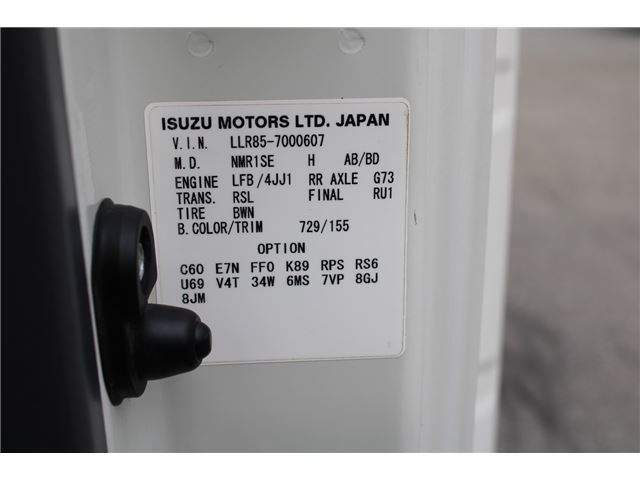 ISUZU MOTORS LTD. JAPAN
V.I.N. LLR85-7000607
M.D. NMR1SE H AB/BD
ENGINE LFB/4JJ1 RR AXLE G73
TRANS. RSL FINAL RU1
TIRE BWN
B.COLOR/TRIM 729/155
OPTION
C60 E7N FF0 K89 RPS RS6
U69 V4T 34W 6MS 7VP 8GJ
8JM